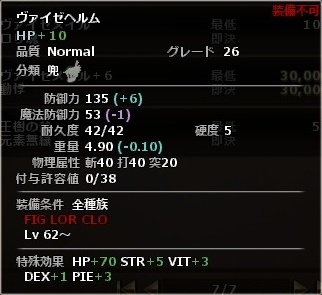 ヴァイゼヘルム
装備不可
HP+10
品質 Normal グレード 26
分類 兜
防御力 135 (+6)
魔法防御力 53 (-1)
耐久度 42/42 硬度 5
重量 4.90 (-0.10)
物理属性 斬40 打40 突20
付与許容値 0/38
装備条件 全種族
FIG LOR CLO
Lv 62～
特殊効果 HP+70 STR+5 VIT+3
DEX+1 PIE+3